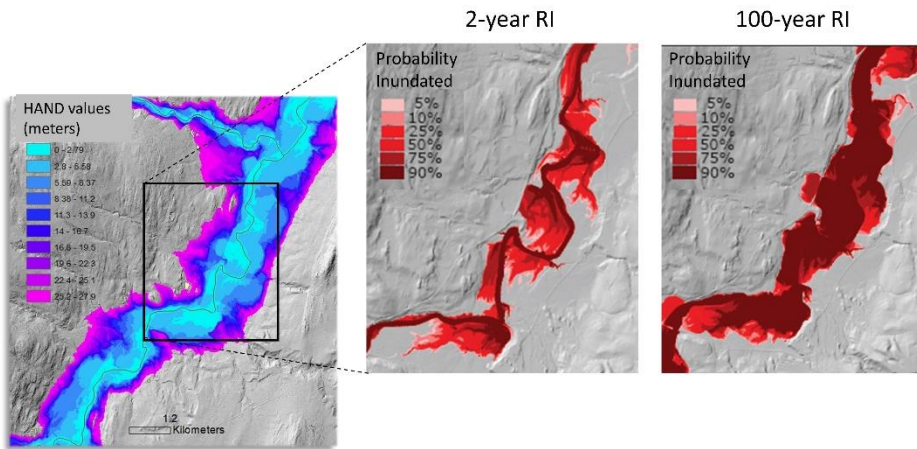 2-year RI
100-year RI
HAND values
(meters)
0 - 2.79
2.8 - 5.58
5.59 - 8.37
8.38 - 11.2
11.3 - 13.9
14 - 16.7
16.8 - 19.5
19.6 - 22.3
22.4 - 25.1
25.2 - 27.9
1.2
Kilometers
Probability
Inundated
5%
10%
25%
50%
75%
90%
Probability
Inundated
5%
10%
25%
50%
75%
90%